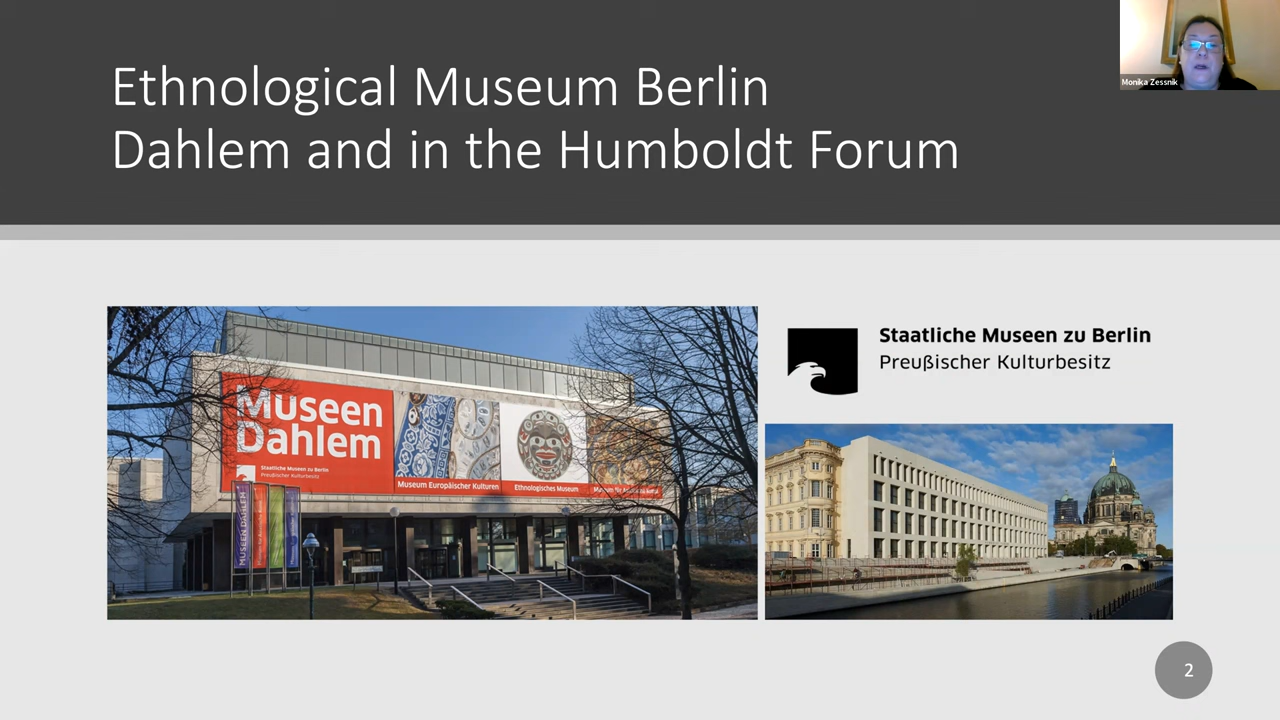 Ethnological Museum Berlin
Dahlem and in the Humboldt Forum
Monika Zessnik
Museen
Dahlem
Staatliche Museen zu Berlin
Preußischer Kulturbesitz
Museum Europäischer Kulturen
Ethnologisches Museum
MUSEEN DAHLEM
Staatliche Museen zu Berlin
Preußischer Kulturbesitz
2